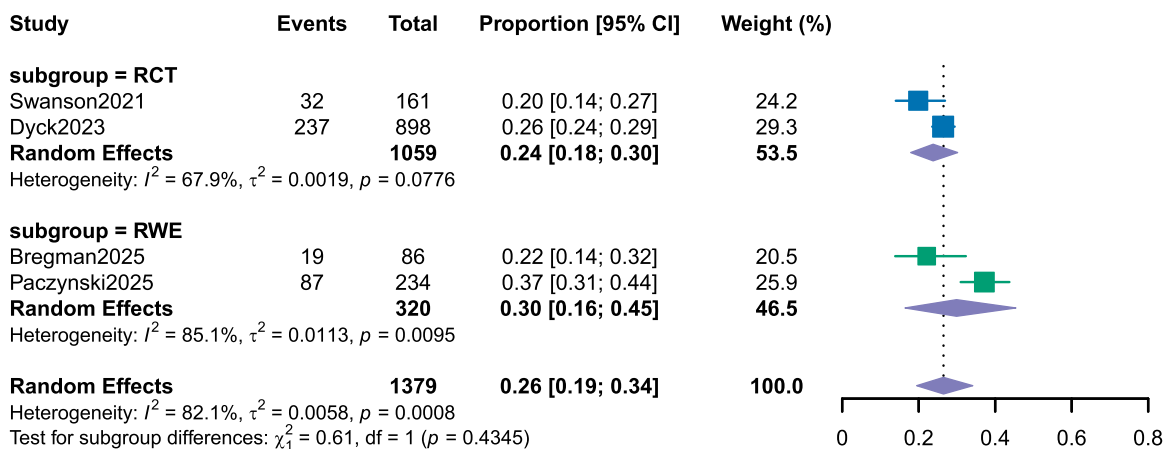 Study Events Total Proportion [95% CI] Weight (%)
subgroup = RCT
Swanson2021 32 161 0.20 [0.14; 0.27] 24.2
Dyck2023 237 898 0.26 [0.24; 0.29] 29.3
Random Effects 1059 0.24 [0.18; 0.30] 53.5
Heterogeneity: I² = 67.9%, τ² = 0.0019, p = 0.0776
subgroup = RWE
Bregman2025 19 86 0.22 [0.14; 0.32] 20.5
Paczynski2025 87 234 0.37 [0.31; 0.44] 25.9
Random Effects 320 0.30 [0.16; 0.45] 46.5
Heterogeneity: I² = 85.1%, τ² = 0.0113, p = 0.0095
Random Effects 1379 0.26 [0.19; 0.34] 100.0
Heterogeneity: I² = 82.1%, τ² = 0.0058, p = 0.0008
Test for subgroup differences: χ²₁ = 0.61, df = 1 (p = 0.4345)
0 0.2 0.4 0.6 0.8